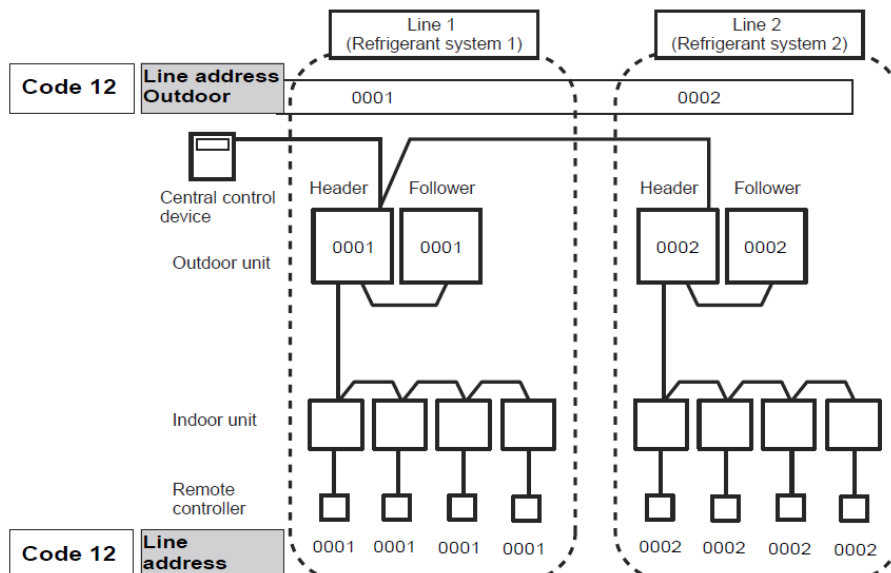 Line 1
(Refrigerant system 1)
Line 2
(Refrigerant system 2)
Code 12
Line address
Outdoor
0001
0002
Central control
device
Header
Follower
Header
Follower
Outdoor unit
0001
0001
0002
0002
Indoor unit
Remote
controller
Code 12
Line
address
0001
0001
0001
0001
0002
0002
0002
0002